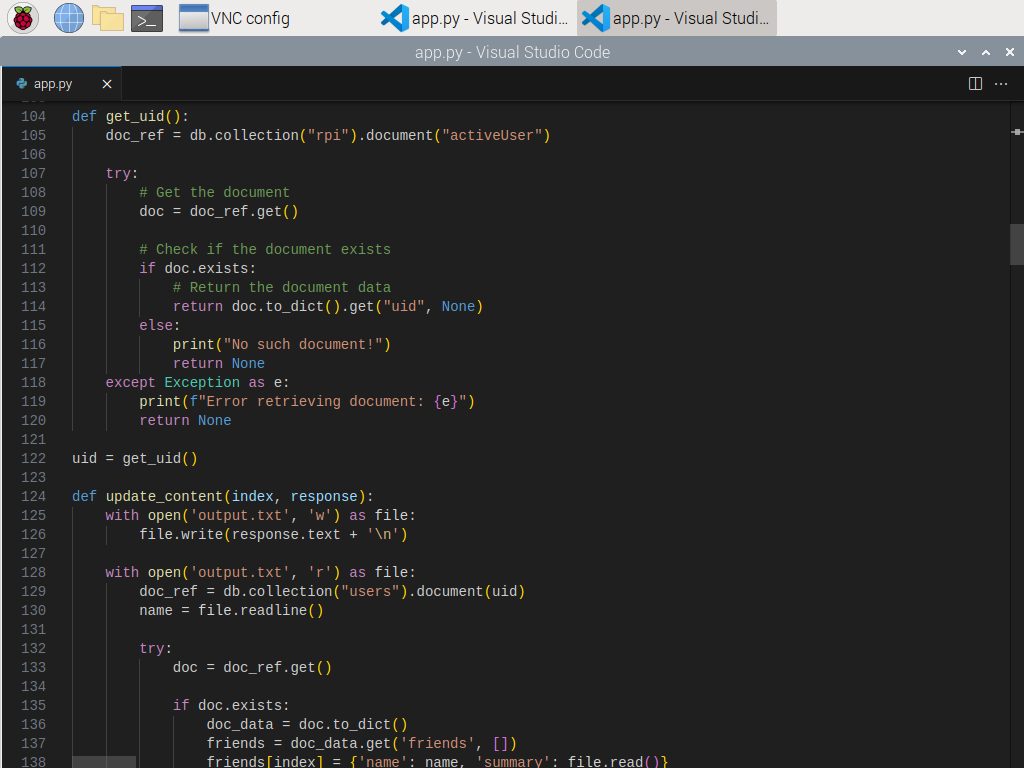 VNC config
app.py - Visual Studi...
app.py - Visual Studi...
app.py - Visual Studio Code
app.py
104 def get_uid():
105     doc_ref = db.collection("rpi").document("activeUser")
106
107     try:
108         # Get the document
109         doc = doc_ref.get()
110
111         # Check if the document exists
112         if doc.exists:
113             # Return the document data
114             return doc.to_dict().get("uid", None)
115         else:
116             print("No such document!")
117             return None
118     except Exception as e:
119         print(f"Error retrieving document: {e}")
120         return None
121
122 uid = get_uid()
123
124 def update_content(index, response):
125     with open('output.txt', 'w') as file:
126         file.write(response.text + '\n')
127
128     with open('output.txt', 'r') as file:
129         doc_ref = db.collection("users").document(uid)
130         name = file.readline()
131
132         try:
133             doc = doc_ref.get()
134
135             if doc.exists:
136                 doc_data = doc.to_dict()
137                 friends = doc_data.get('friends', [])
138                 friends[index] = {'name': name, 'summary': file.read()}